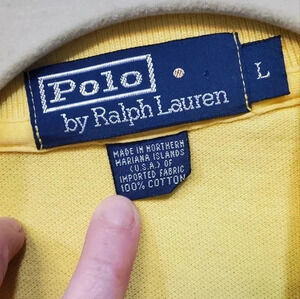 Polo
by Ralph Lauren
L
MADE IN NORTHERN
MARIANA ISLANDS
(U.S.A.) OF
IMPORTED FABRIC
100% COTTON